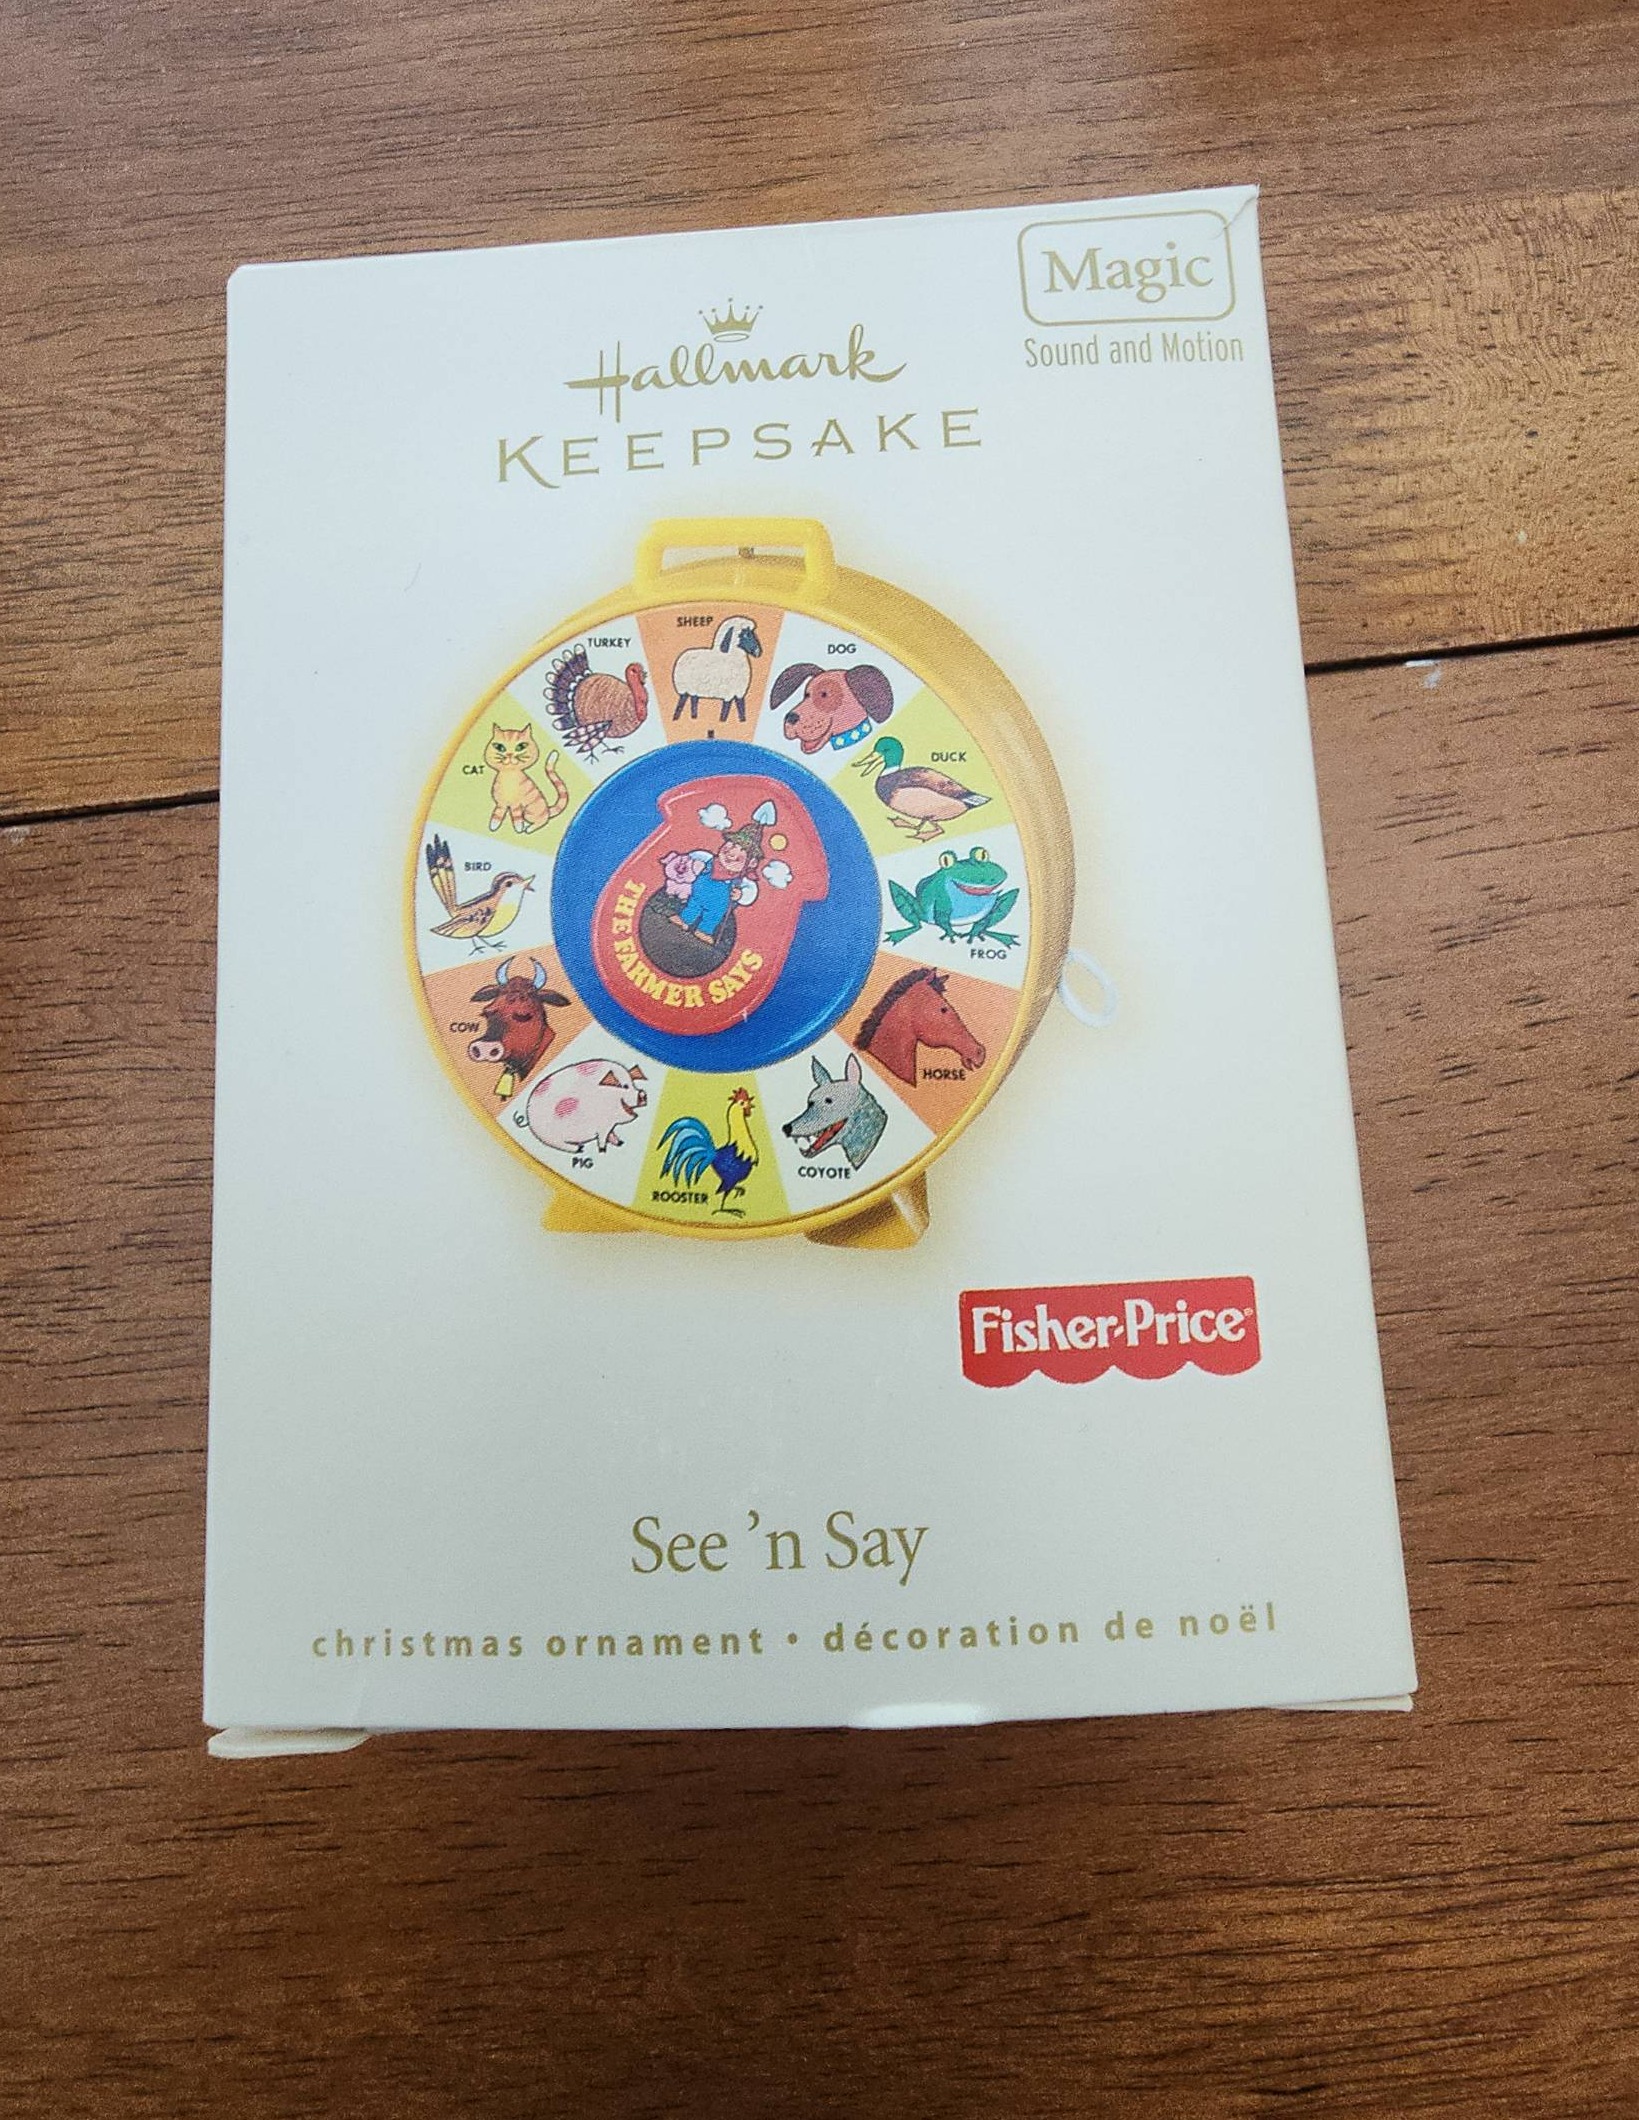 Magic
Sound and Motion
Hallmark
KEEPSAKE
SHEEP
TURKEY
DOG
CAT
DUCK
BIRD
FROG
THE FARMER SAYS
COW
HORSE
PIG
COYOTE
ROOSTER
Fisher-Price®
See 'n Say
christmas ornament • décoration de noël